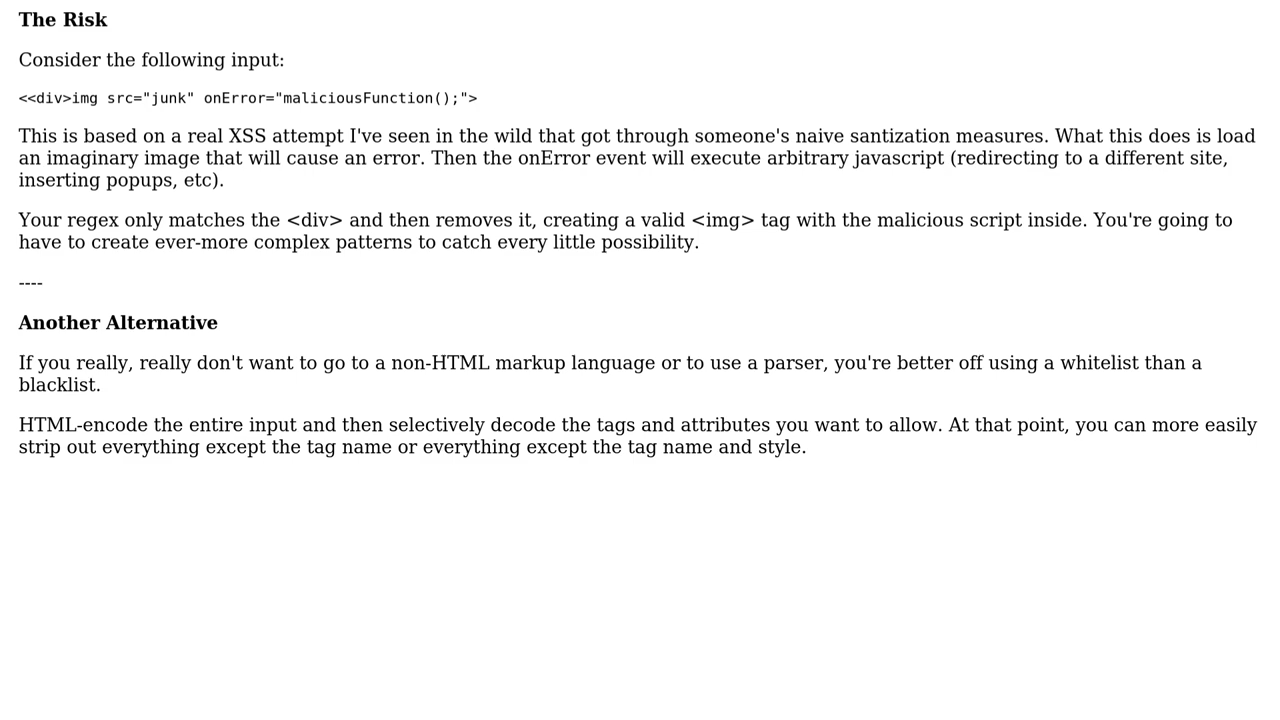 The Risk
Consider the following input:
<<div>img src="junk" onError="maliciousFunction();">
This is based on a real XSS attempt I've seen in the wild that got through someone's naive santization measures. What this does is load
an imaginary image that will cause an error. Then the onError event will execute arbitrary javascript (redirecting to a different site,
inserting popups, etc).
Your regex only matches the <div> and then removes it, creating a valid <img> tag with the malicious script inside. You're going to
have to create ever-more complex patterns to catch every little possibility.
----
Another Alternative
If you really, really don't want to go to a non-HTML markup language or to use a parser, you're better off using a whitelist than a
blacklist.
HTML-encode the entire input and then selectively decode the tags and attributes you want to allow. At that point, you can more easily
strip out everything except the tag name or everything except the tag name and style.